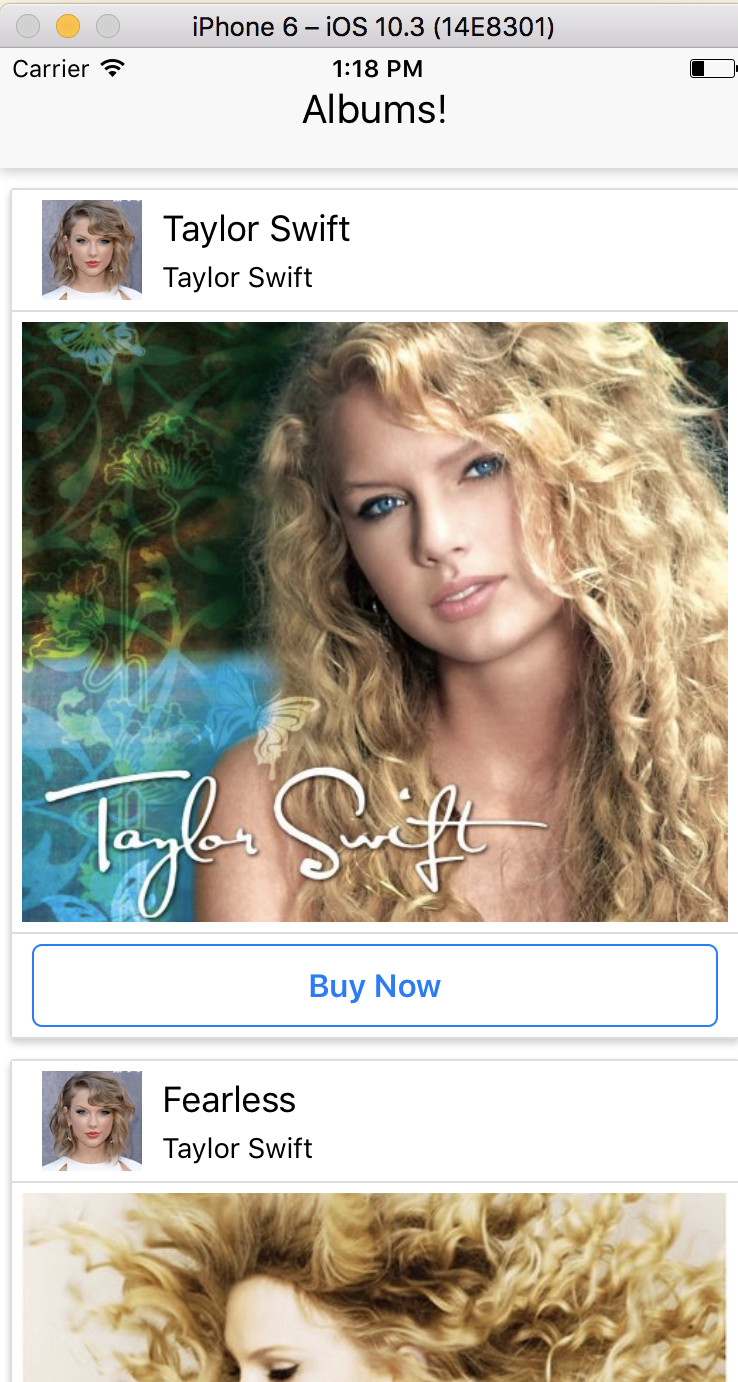 iPhone 6 – iOS 10.3 (14E8301)
Carrier 1:18 PM
Albums!
Taylor Swift
Taylor Swift
Taylor Swift
Buy Now
Fearless
Taylor Swift